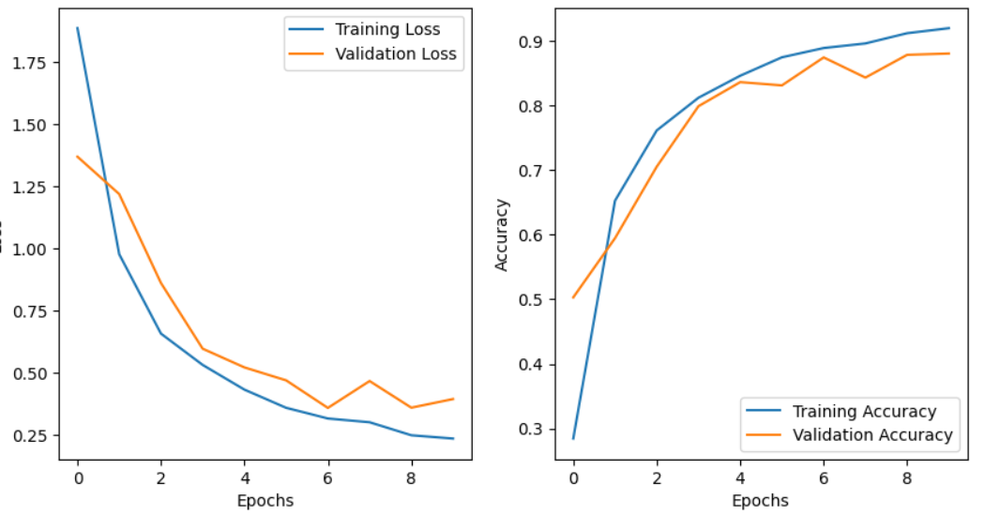 Training Loss
Validation Loss
1.75
1.50
1.25
1.00
0.75
0.50
0.25
0 2 4 6 8
Epochs
Accuracy
0.9
0.8
0.7
0.6
0.5
0.4
0.3
Training Accuracy
Validation Accuracy
0 2 4 6 8
Epochs